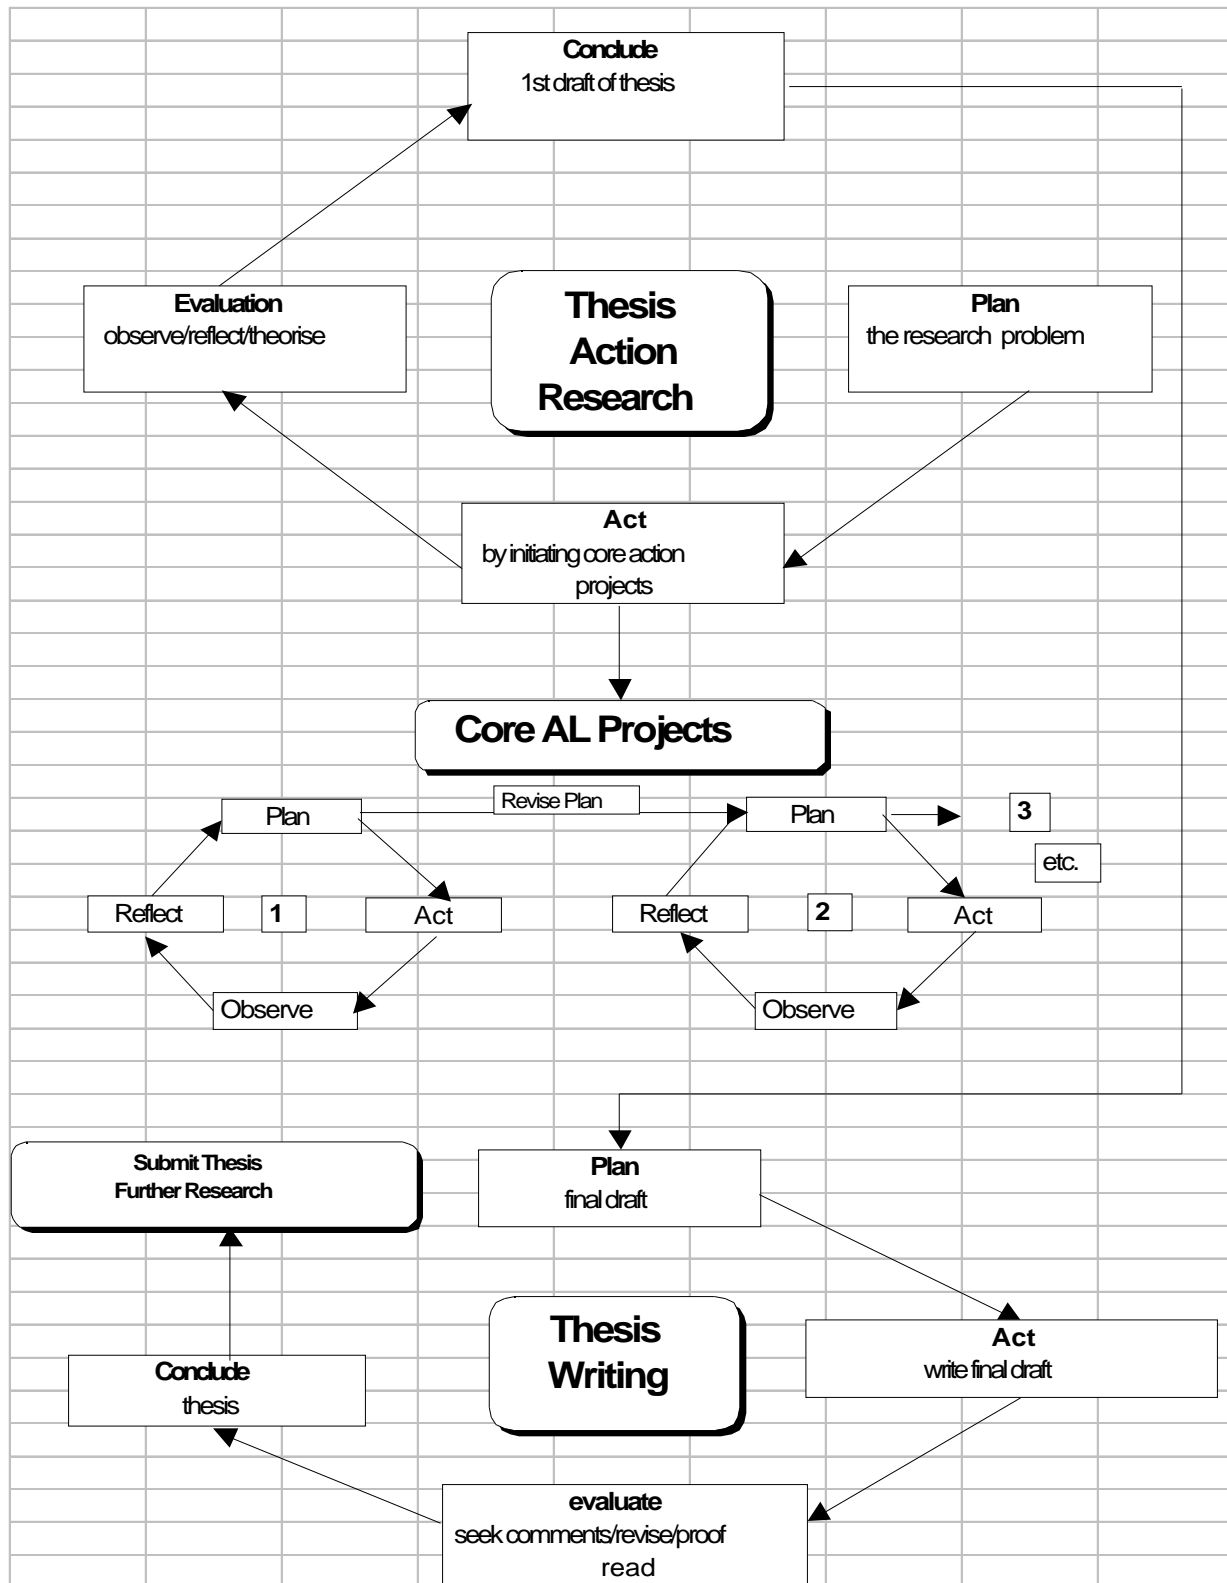 Conclude
1st draft of thesis
Evaluation
observe/reflect/theorise
Thesis
Action
Research
Plan
the research problem
Act
by initiating core action
projects
Core AL Projects
Revise Plan
Plan
Reflect
1
Act
Observe
Plan
3
etc.
Reflect
2
Act
Observe
Submit Thesis
Further Research
Plan
final draft
Thesis
Writing
Act
write final draft
Conclude
thesis
evaluate
seek comments/revise/proof
read